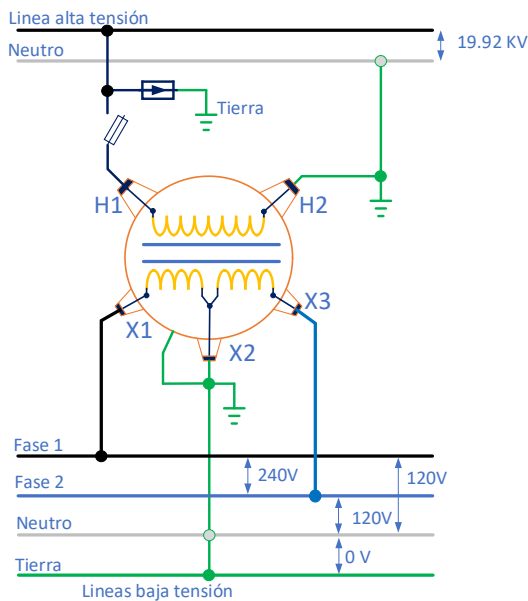 Linea alta tensión
19.92 KV
Neutro
Tierra
H1
H2
X1
X2
X3
Fase 1
240V
120V
Fase 2
120V
Neutro
0 V
Tierra
Lineas baja tensión